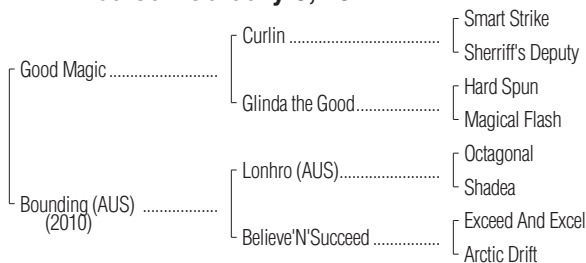 Smart Strike
Curlin ........................................
Sherriff's Deputy
Good Magic ............................
Hard Spun
Glinda the Good......................
Magical Flash
Octagonal
Lonhro (AUS)..........................
Shadea
Bounding (AUS) ....................
(2010)
Exceed And Excel
Believe'N'Succeed .................
Arctic Drift